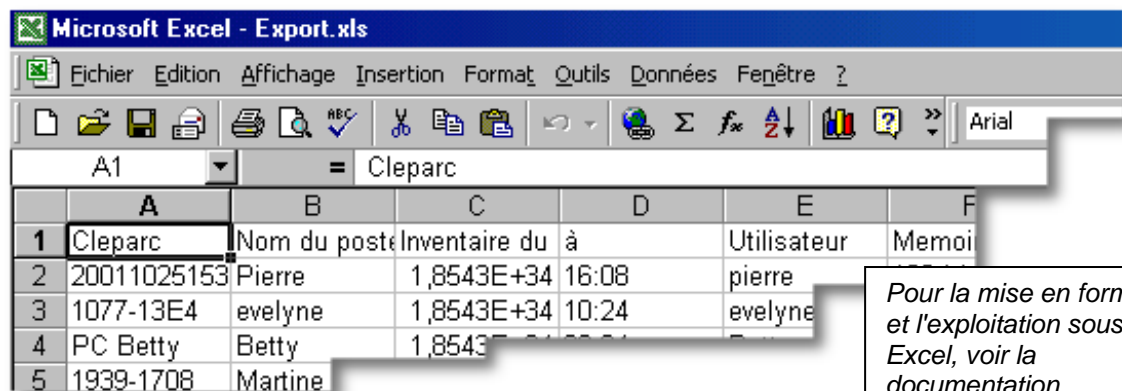 Microsoft Excel - Export.xls
Fichier Edition Affichage Insertion Format Outils Données Fenêtre ?
Arial
A1 = Cleparc
A B C D E F
1 Cleparc Nom du poste Inventaire du à Utilisateur Memoi
2 20011025153 Pierre 1,8543E+34 16:08 pierre
3 1077-13E4 evelyne 1,8543E+34 10:24 evelyne
4 PC Betty Betty 1,8543
5 1939-1708 Martine
Pour la mise en form
et l'exploitation sous
Excel, voir la
documentation